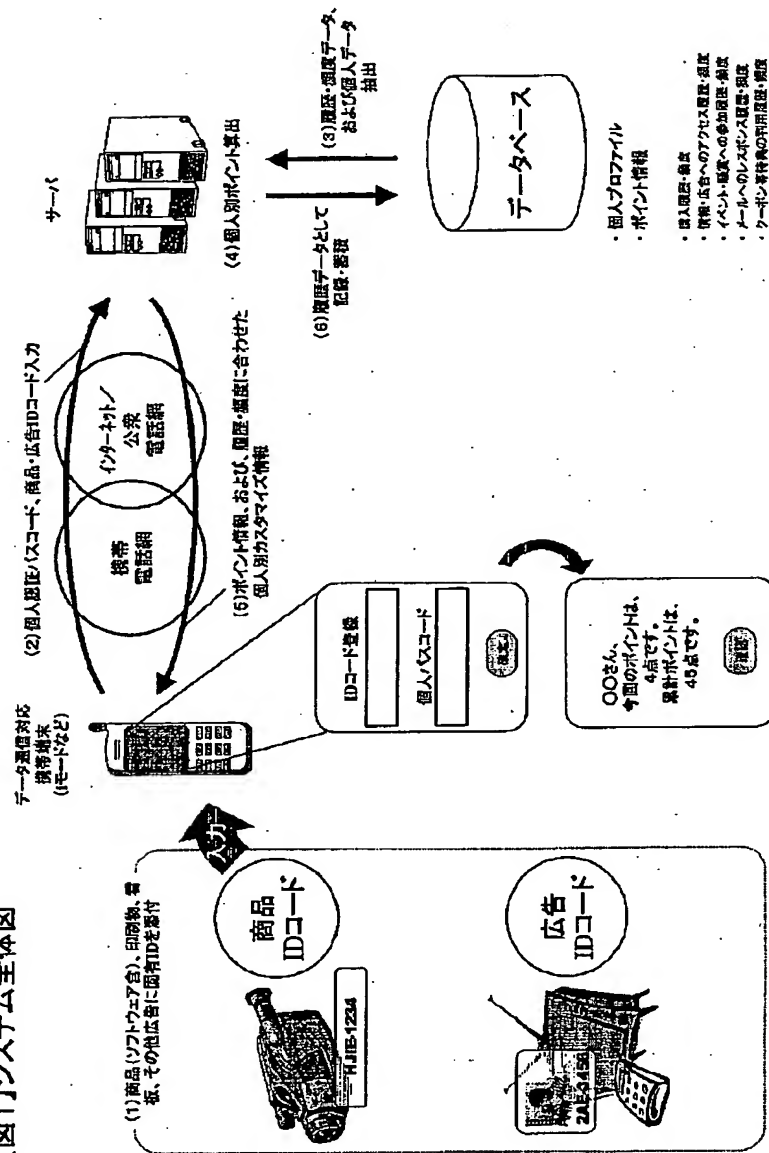 図1]システム全体図
(1)商品(ソフトウェア含)、印刷物、看
板、その他広告に固有IDを添付
商品
IDコード
HJIE-1234
広告
IDコード
2AE-3456
入力
データ通信対応
携帯端末
(iモードなど)
(2)個人認証パスコード、商品・広告IDコード入力
携帯
電話網
インターネット/
公衆
電話網
(5)ポイント情報、および、履歴・頻度に合わせた
個人別カスタマイズ情報
IDコード登録
個人パスコード
〇〇さん、
今回のポイントは、
4点です。
累計ポイントは、
45点です。
確認
サーバ
(4)個人別ポイント算出
(3)履歴・頻度データ、
および個人データ
抽出
(6)履歴データとして
記録・蓄積
データベース
・個人プロファイル
・ポイント情報
・購入履歴・頻度
・情報・広告へのアクセス履歴・頻度
・イベント・懸賞への参加履歴・頻度
・メールへのレスポンス履歴・頻度
・クーポン等特典の利用履歴・頻度